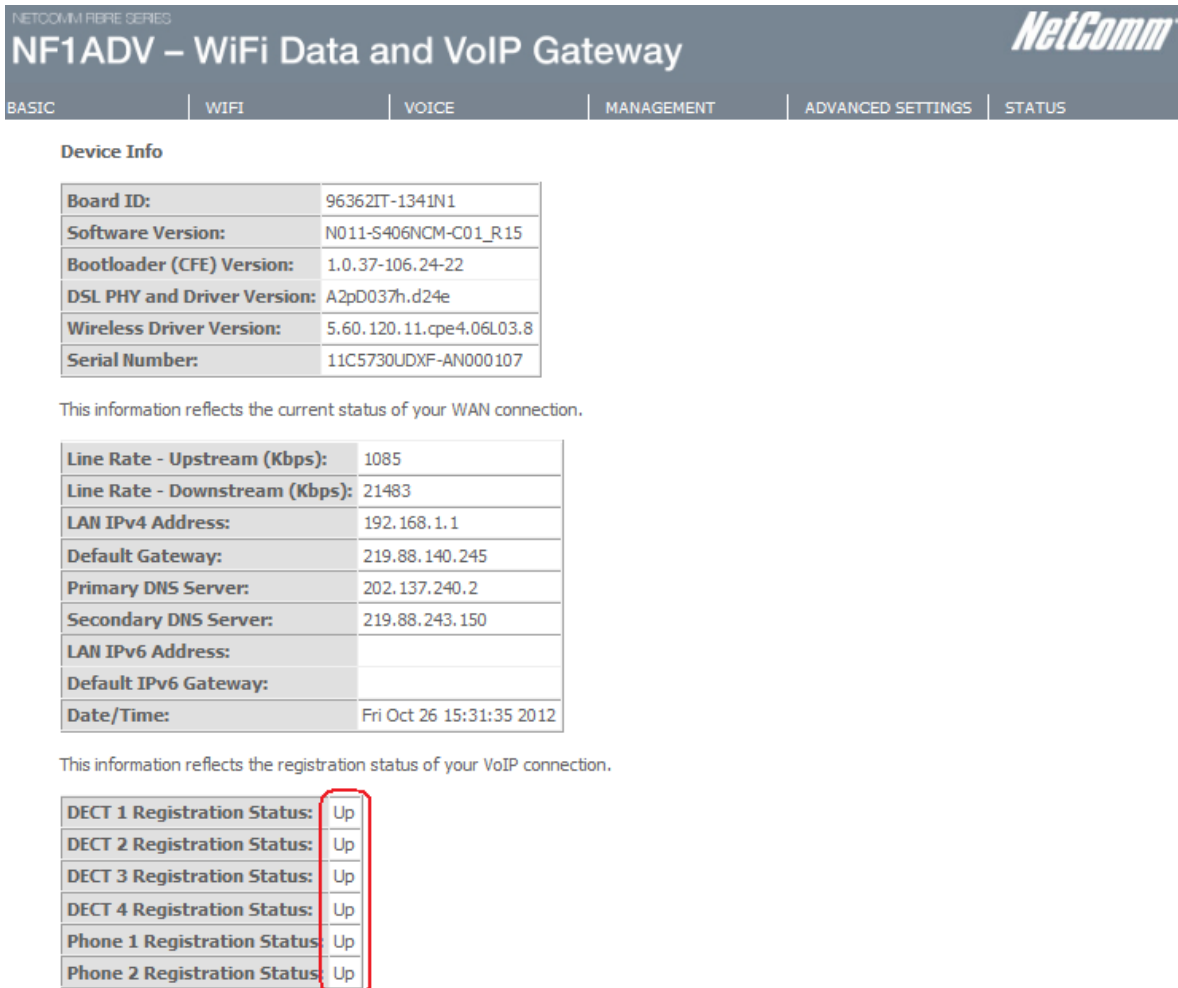 NETCOMM FIBRE SERIES
NF1ADV – WiFi Data and VoIP Gateway
NetComm
BASIC WIFI VOICE MANAGEMENT ADVANCED SETTINGS STATUS
Device Info
Board ID: 96362IT-1341N1
Software Version: N011-S406NCM-C01_R15
Bootloader (CFE) Version: 1.0.37-106.24-22
DSL PHY and Driver Version: A2pD037h.d24e
Wireless Driver Version: 5.60.120.11.cpe4.06L03.8
Serial Number: 11C5730UDXF-AN000107
This information reflects the current status of your WAN connection.
Line Rate - Upstream (Kbps): 1085
Line Rate - Downstream (Kbps): 21483
LAN IPv4 Address: 192.168.1.1
Default Gateway: 219.88.140.245
Primary DNS Server: 202.137.240.2
Secondary DNS Server: 219.88.243.150
LAN IPv6 Address:
Default IPv6 Gateway:
Date/Time: Fri Oct 26 15:31:35 2012
This information reflects the registration status of your VoIP connection.
DECT 1 Registration Status: Up
DECT 2 Registration Status: Up
DECT 3 Registration Status: Up
DECT 4 Registration Status: Up
Phone 1 Registration Status: Up
Phone 2 Registration Status: Up